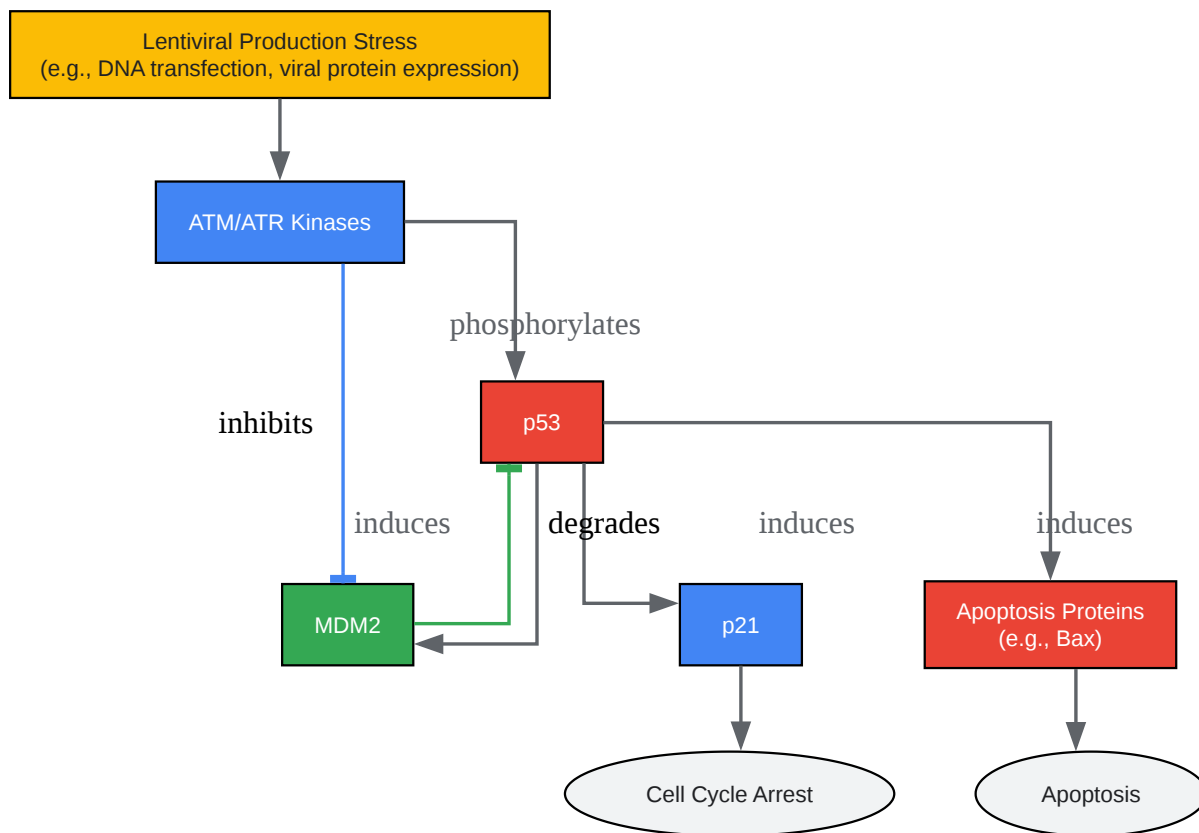 Lentiviral Production Stress
(e.g., DNA transfection, viral protein expression)
ATM/ATR Kinases
phosphorylates
inhibits
p53
induces
degrades
induces
induces
MDM2
p21
Apoptosis Proteins
(e.g., Bax)
Cell Cycle Arrest
Apoptosis